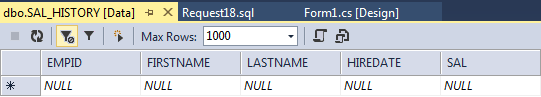 dbo.SAL_HISTORY [Data] Request18.sql Form1.cs [Design]
Max Rows: 1000
EMPID FIRSTNAME LASTNAME HIREDATE SAL
NULL NULL NULL NULL NULL